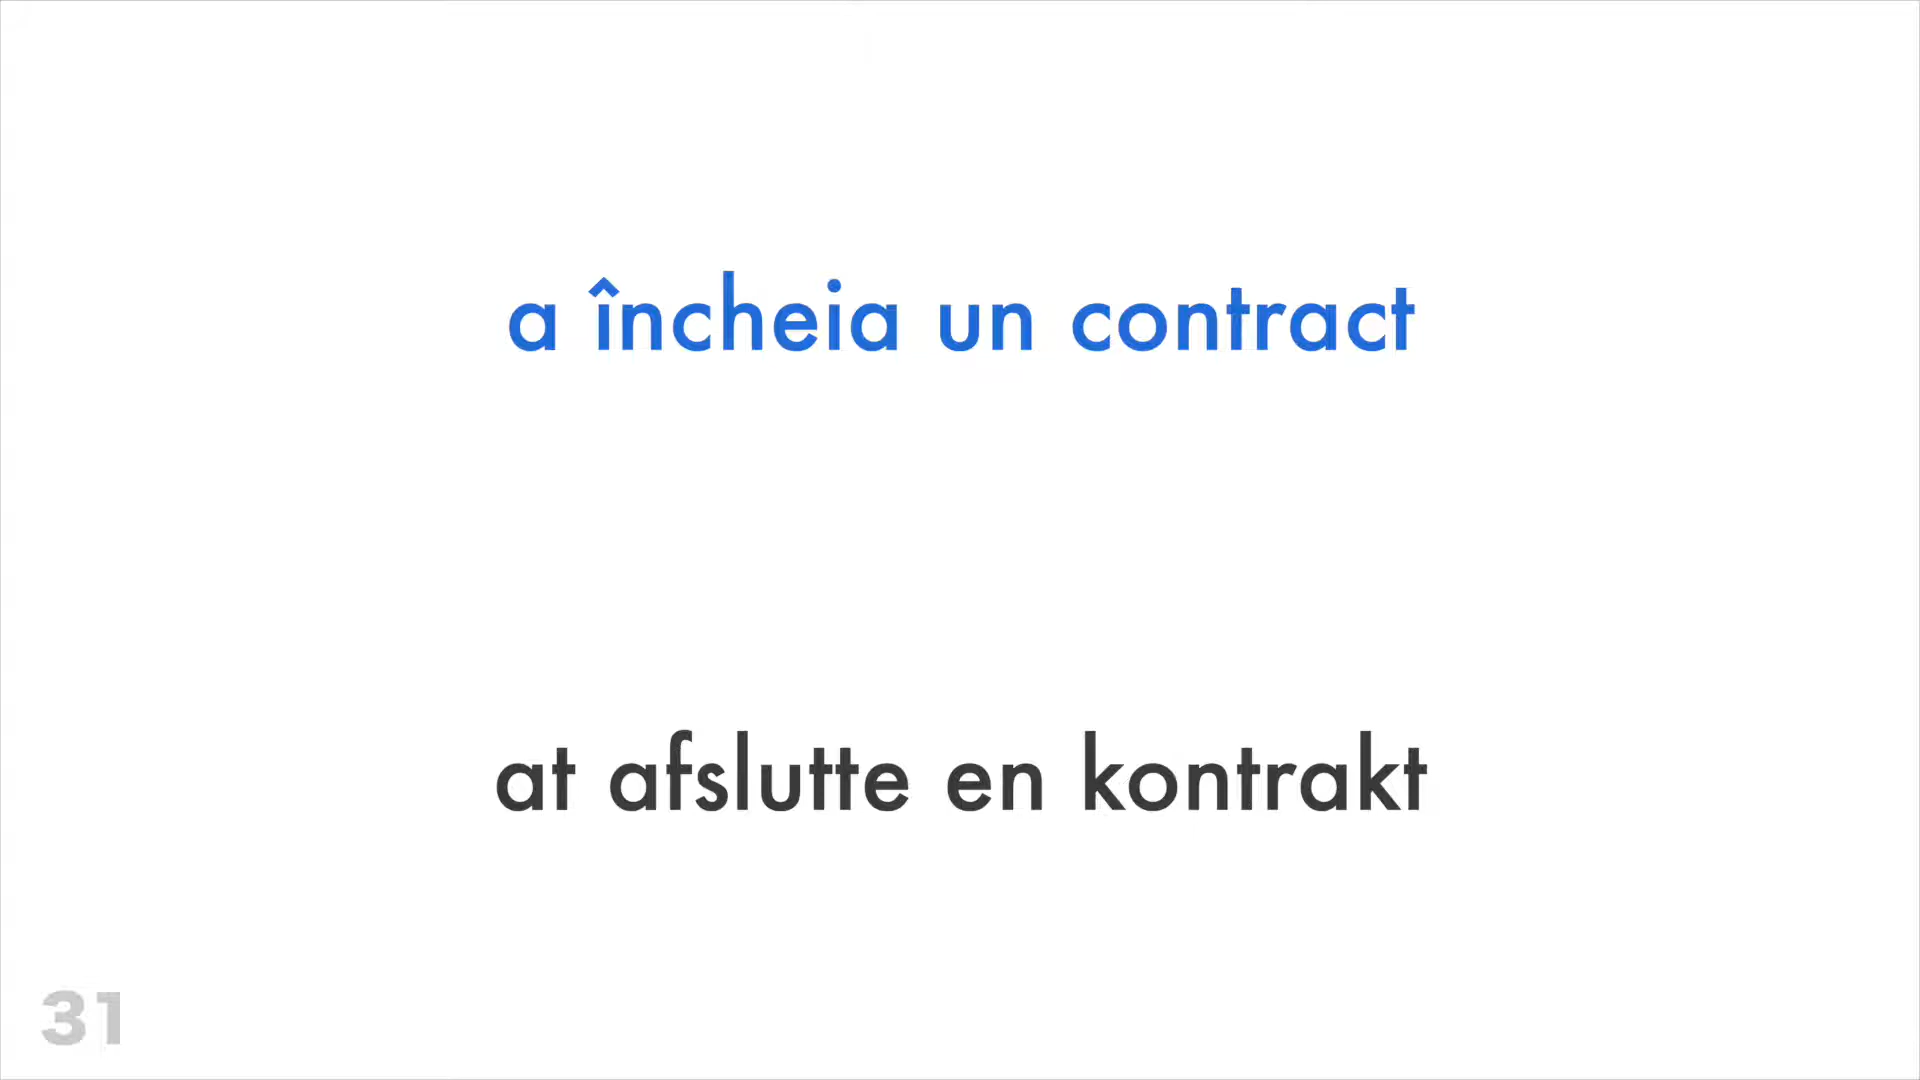 a încheia un contract
at afslutte en kontrakt
31